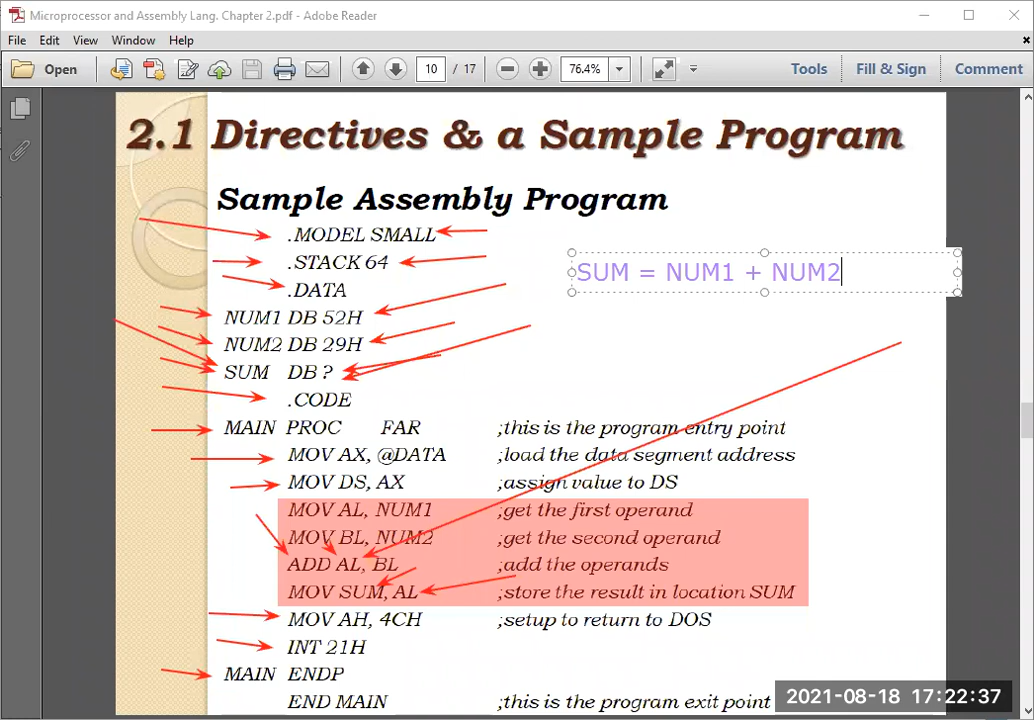 Microprocessor and Assembly Lang. Chapter 2.pdf - Adobe Reader
File Edit View Window Help
Open 10 / 17 76.4% Tools Fill & Sign Comment
2.1 Directives & a Sample Program
Sample Assembly Program
.MODEL SMALL
.STACK 64
SUM = NUM1 + NUM2
.DATA
NUM1 DB 52H
NUM2 DB 29H
SUM DB ?
.CODE
MAIN PROC FAR ;this is the program entry point
MOV AX, @DATA ;load the data segment address
MOV DS, AX ;assign value to DS
MOV AL, NUM1 ;get the first operand
MOV BL, NUM2 ;get the second operand
ADD AL, BL ;add the operands
MOV SUM, AL ;store the result in location SUM
MOV AH, 4CH ;setup to return to DOS
INT 21H
MAIN ENDP
END MAIN ;this is the program exit point
2021-08-18 17:22:37